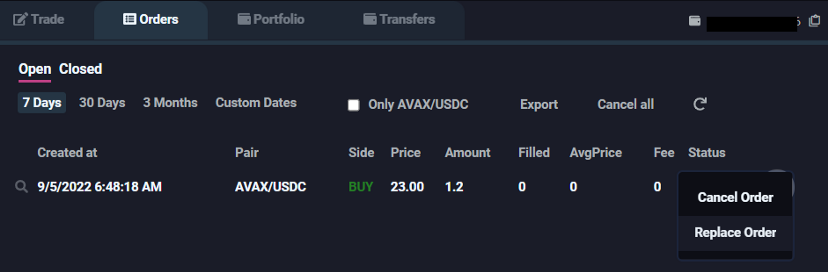 Trade Orders Portfolio Transfers
Open Closed
7 Days 30 Days 3 Months Custom Dates Only AVAX/USDC Export Cancel all
Created at Pair Side Price Amount Filled AvgPrice Fee Status
9/5/2022 6:48:18 AM AVAX/USDC BUY 23.00 1.2 0 0 0
Cancel Order
Replace Order